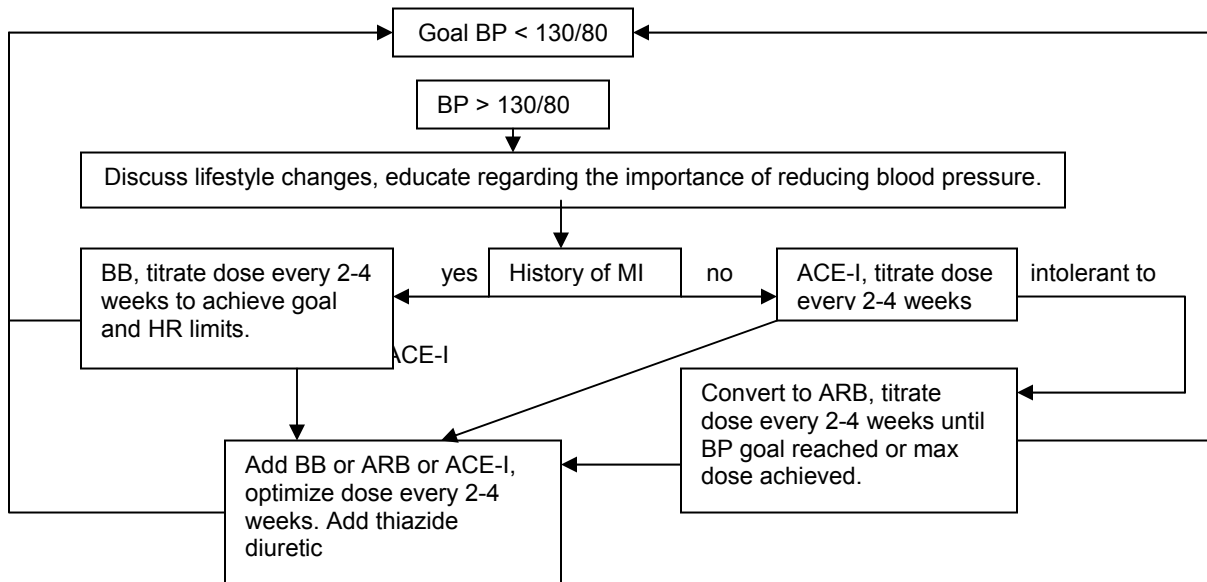 Goal BP < 130/80
BP > 130/80
Discuss lifestyle changes, educate regarding the importance of reducing blood pressure.
BB, titrate dose every 2-4
weeks to achieve goal
and HR limits.
yes
History of MI
no
ACE-I, titrate dose
every 2-4 weeks
intolerant to
ACE-I
Convert to ARB, titrate
dose every 2-4 weeks until
BP goal reached or max
dose achieved.
Add BB or ARB or ACE-I,
optimize dose every 2-4
weeks. Add thiazide
diuretic